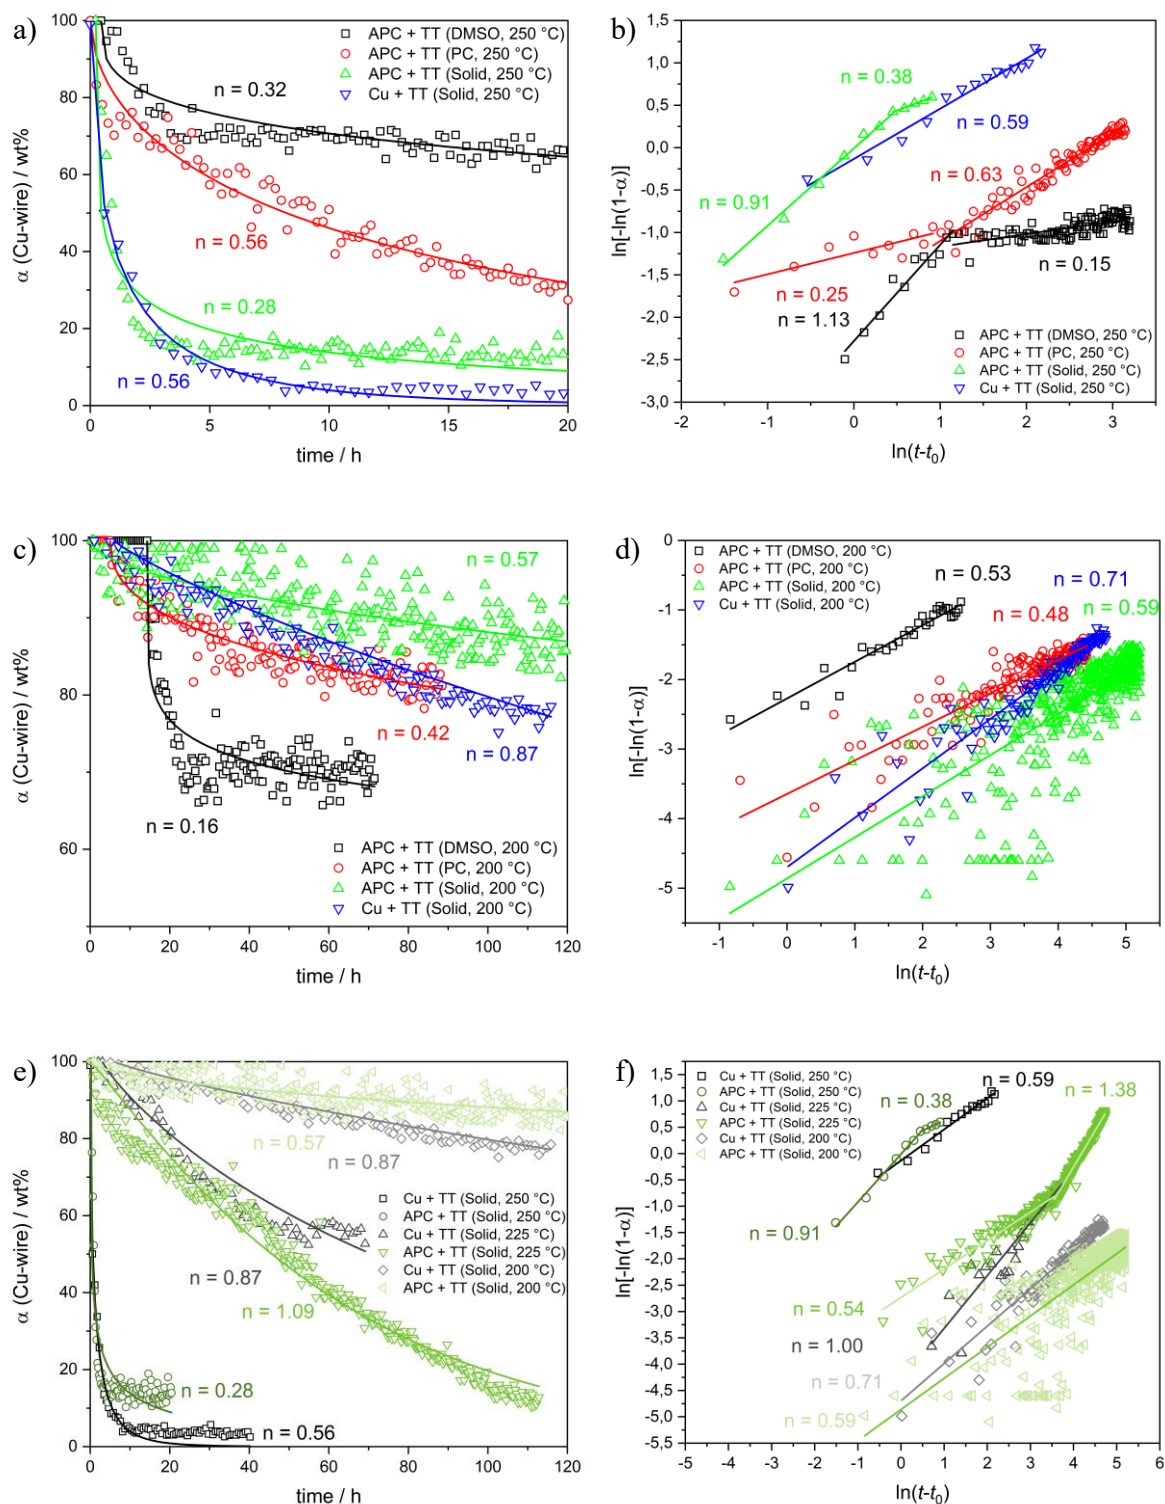 a)
100
80
60
40
20
0
α (Cu-wire) / wt%
APC + TT (DMSO, 250 °C)
APC + TT (PC, 250 °C)
APC + TT (Solid, 250 °C)
Cu + TT (Solid, 250 °C)
n = 0.32
n = 0.56
n = 0.28
n = 0.56
0 5 10 15 20
time / h
b)
1,5
1,0
0,5
0,0
-0,5
-1,0
-1,5
-2,0
-2,5
-3,0
ln[-ln(1-α)]
n = 0.38
n = 0.59
n = 0.63
n = 0.91
n = 0.15
n = 0.25
n = 1.13
APC + TT (DMSO, 250 °C)
APC + TT (PC, 250 °C)
APC + TT (Solid, 250 °C)
Cu + TT (Solid, 250 °C)
-2 -1 0 1 2 3
ln(t-t0)
c)
100
80
60
α (Cu-wire) / wt%
n = 0.57
n = 0.42
n = 0.87
n = 0.16
APC + TT (DMSO, 200 °C)
APC + TT (PC, 200 °C)
APC + TT (Solid, 200 °C)
Cu + TT (Solid, 200 °C)
0 20 40 60 80 100 120
time / h
d)
0
-1
-2
-3
-4
-5
ln[-ln(1-α)]
APC + TT (DMSO, 200 °C)
APC + TT (PC, 200 °C)
APC + TT (Solid, 200 °C)
Cu + TT (Solid, 200 °C)
n = 0.53
n = 0.71
n = 0.48
n = 0.59
-1 0 1 2 3 4 5
ln(t-t0)
e)
100
80
60
40
20
0
α (Cu-wire) / wt%
n = 0.57
n = 0.87
Cu + TT (Solid, 250 °C)
APC + TT (Solid, 250 °C)
Cu + TT (Solid, 225 °C)
APC + TT (Solid, 225 °C)
Cu + TT (Solid, 200 °C)
APC + TT (Solid, 200 °C)
n = 0.87
n = 1.09
n = 0.28
n = 0.56
0 20 40 60 80 100 120
time / h
f)
1,5
1,0
0,5
0,0
-0,5
-1,0
-1,5
-2,0
-2,5
-3,0
-3,5
-4,0
-4,5
-5,0
-5,5
ln[-ln(1-α)]
Cu + TT (Solid, 250 °C)
APC + TT (Solid, 250 °C)
Cu + TT (Solid, 225 °C)
APC + TT (Solid, 225 °C)
Cu + TT (Solid, 200 °C)
APC + TT (Solid, 200 °C)
n = 0.59
n = 1.38
n = 0.38
n = 0.91
n = 0.54
n = 1.00
n = 0.71
n = 0.59
-5 -4 -3 -2 -1 0 1 2 3 4 5 6
ln(t-t0)